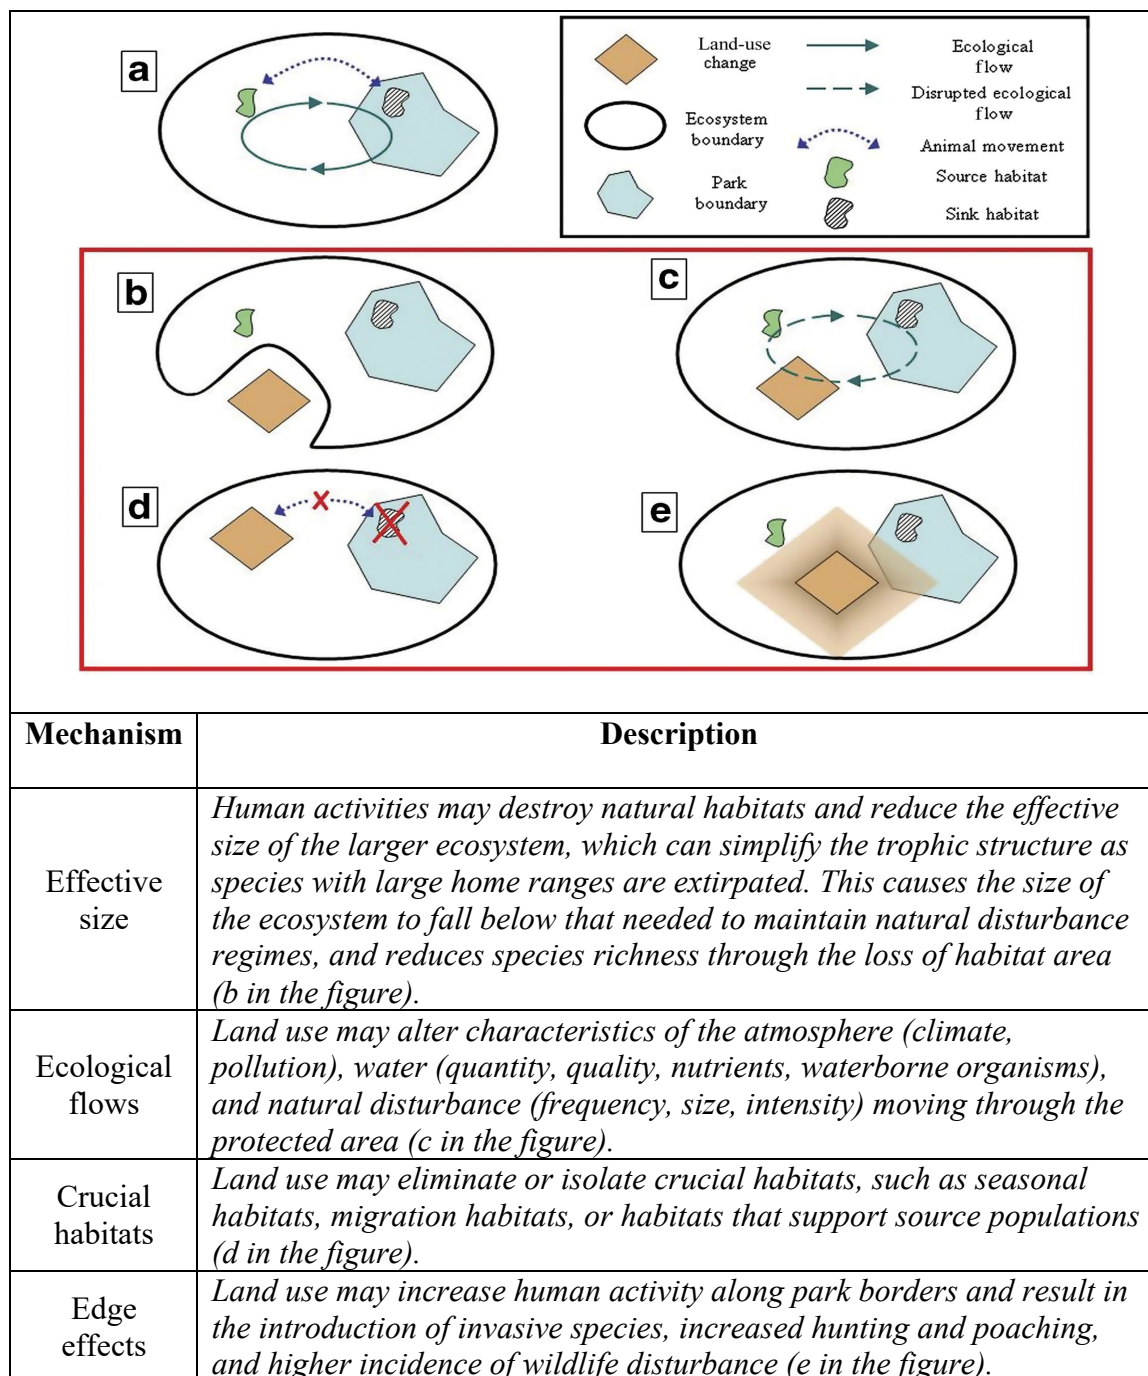 a
Land-use
change
Ecological
flow
Disrupted ecological
flow
Ecosystem
boundary
Animal movement
Source habitat
Park
boundary
Sink habitat
b
c
d
e
Mechanism
Description
Effective
size
Human activities may destroy natural habitats and reduce the effective
size of the larger ecosystem, which can simplify the trophic structure as
species with large home ranges are extirpated. This causes the size of
the ecosystem to fall below that needed to maintain natural disturbance
regimes, and reduces species richness through the loss of habitat area
(b in the figure).
Ecological
flows
Land use may alter characteristics of the atmosphere (climate,
pollution), water (quantity, quality, nutrients, waterborne organisms),
and natural disturbance (frequency, size, intensity) moving through the
protected area (c in the figure).
Crucial
habitats
Land use may eliminate or isolate crucial habitats, such as seasonal
habitats, migration habitats, or habitats that support source populations
(d in the figure).
Edge
effects
Land use may increase human activity along park borders and result in
the introduction of invasive species, increased hunting and poaching,
and higher incidence of wildlife disturbance (e in the figure).